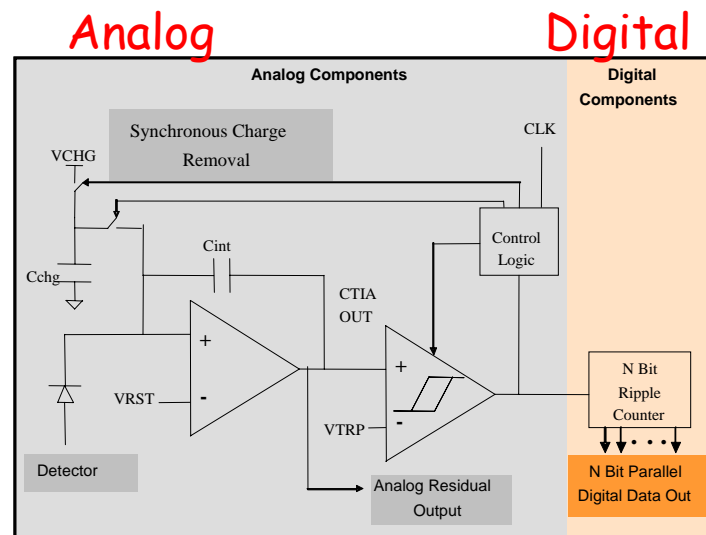 Analog
Digital
Analog Components
Digital
Components
Synchronous Charge
Removal
CLK
VCHG
Control
Logic
Cint
Cchg
CTIA
OUT
+
VRST
-
+
VTRP
-
N Bit
Ripple
Counter
Detector
Analog Residual
Output
N Bit Parallel
Digital Data Out